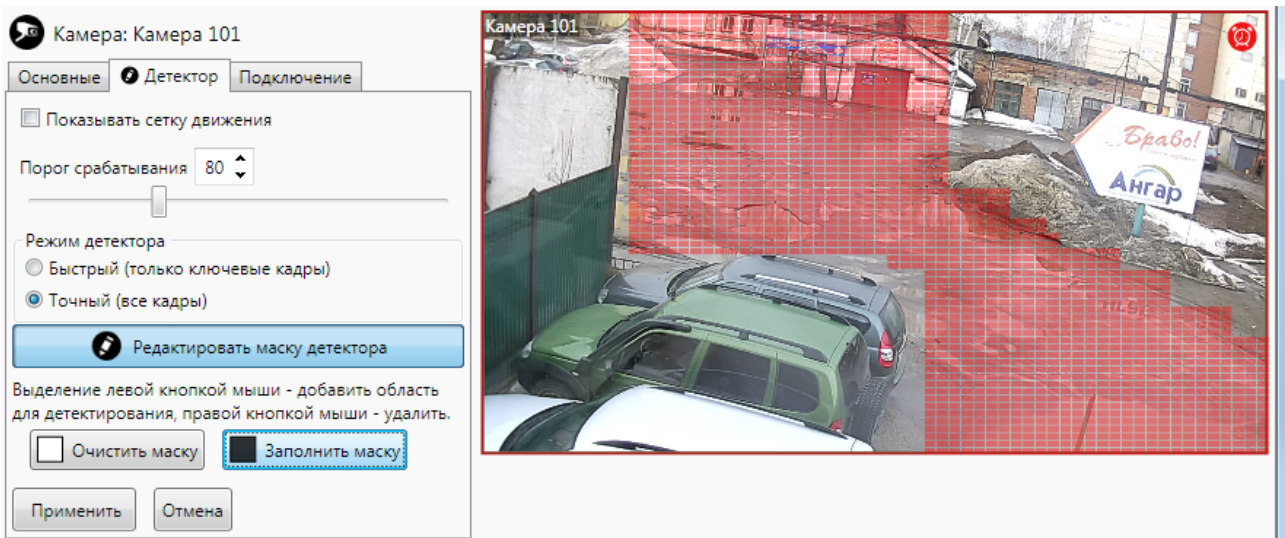 Камера: Камера 101
Основные
Детектор
Подключение
Показывать сетку движения
Порог срабатывания 80
Режим детектора
Быстрый (только ключевые кадры)
Точный (все кадры)
Редактировать маску детектора
Выделение левой кнопкой мыши - добавить область
для детектирования, правой кнопкой мыши - удалить.
Очистить маску
Заполнить маску
Применить
Отмена
Камера 101
Браво!
Ангар